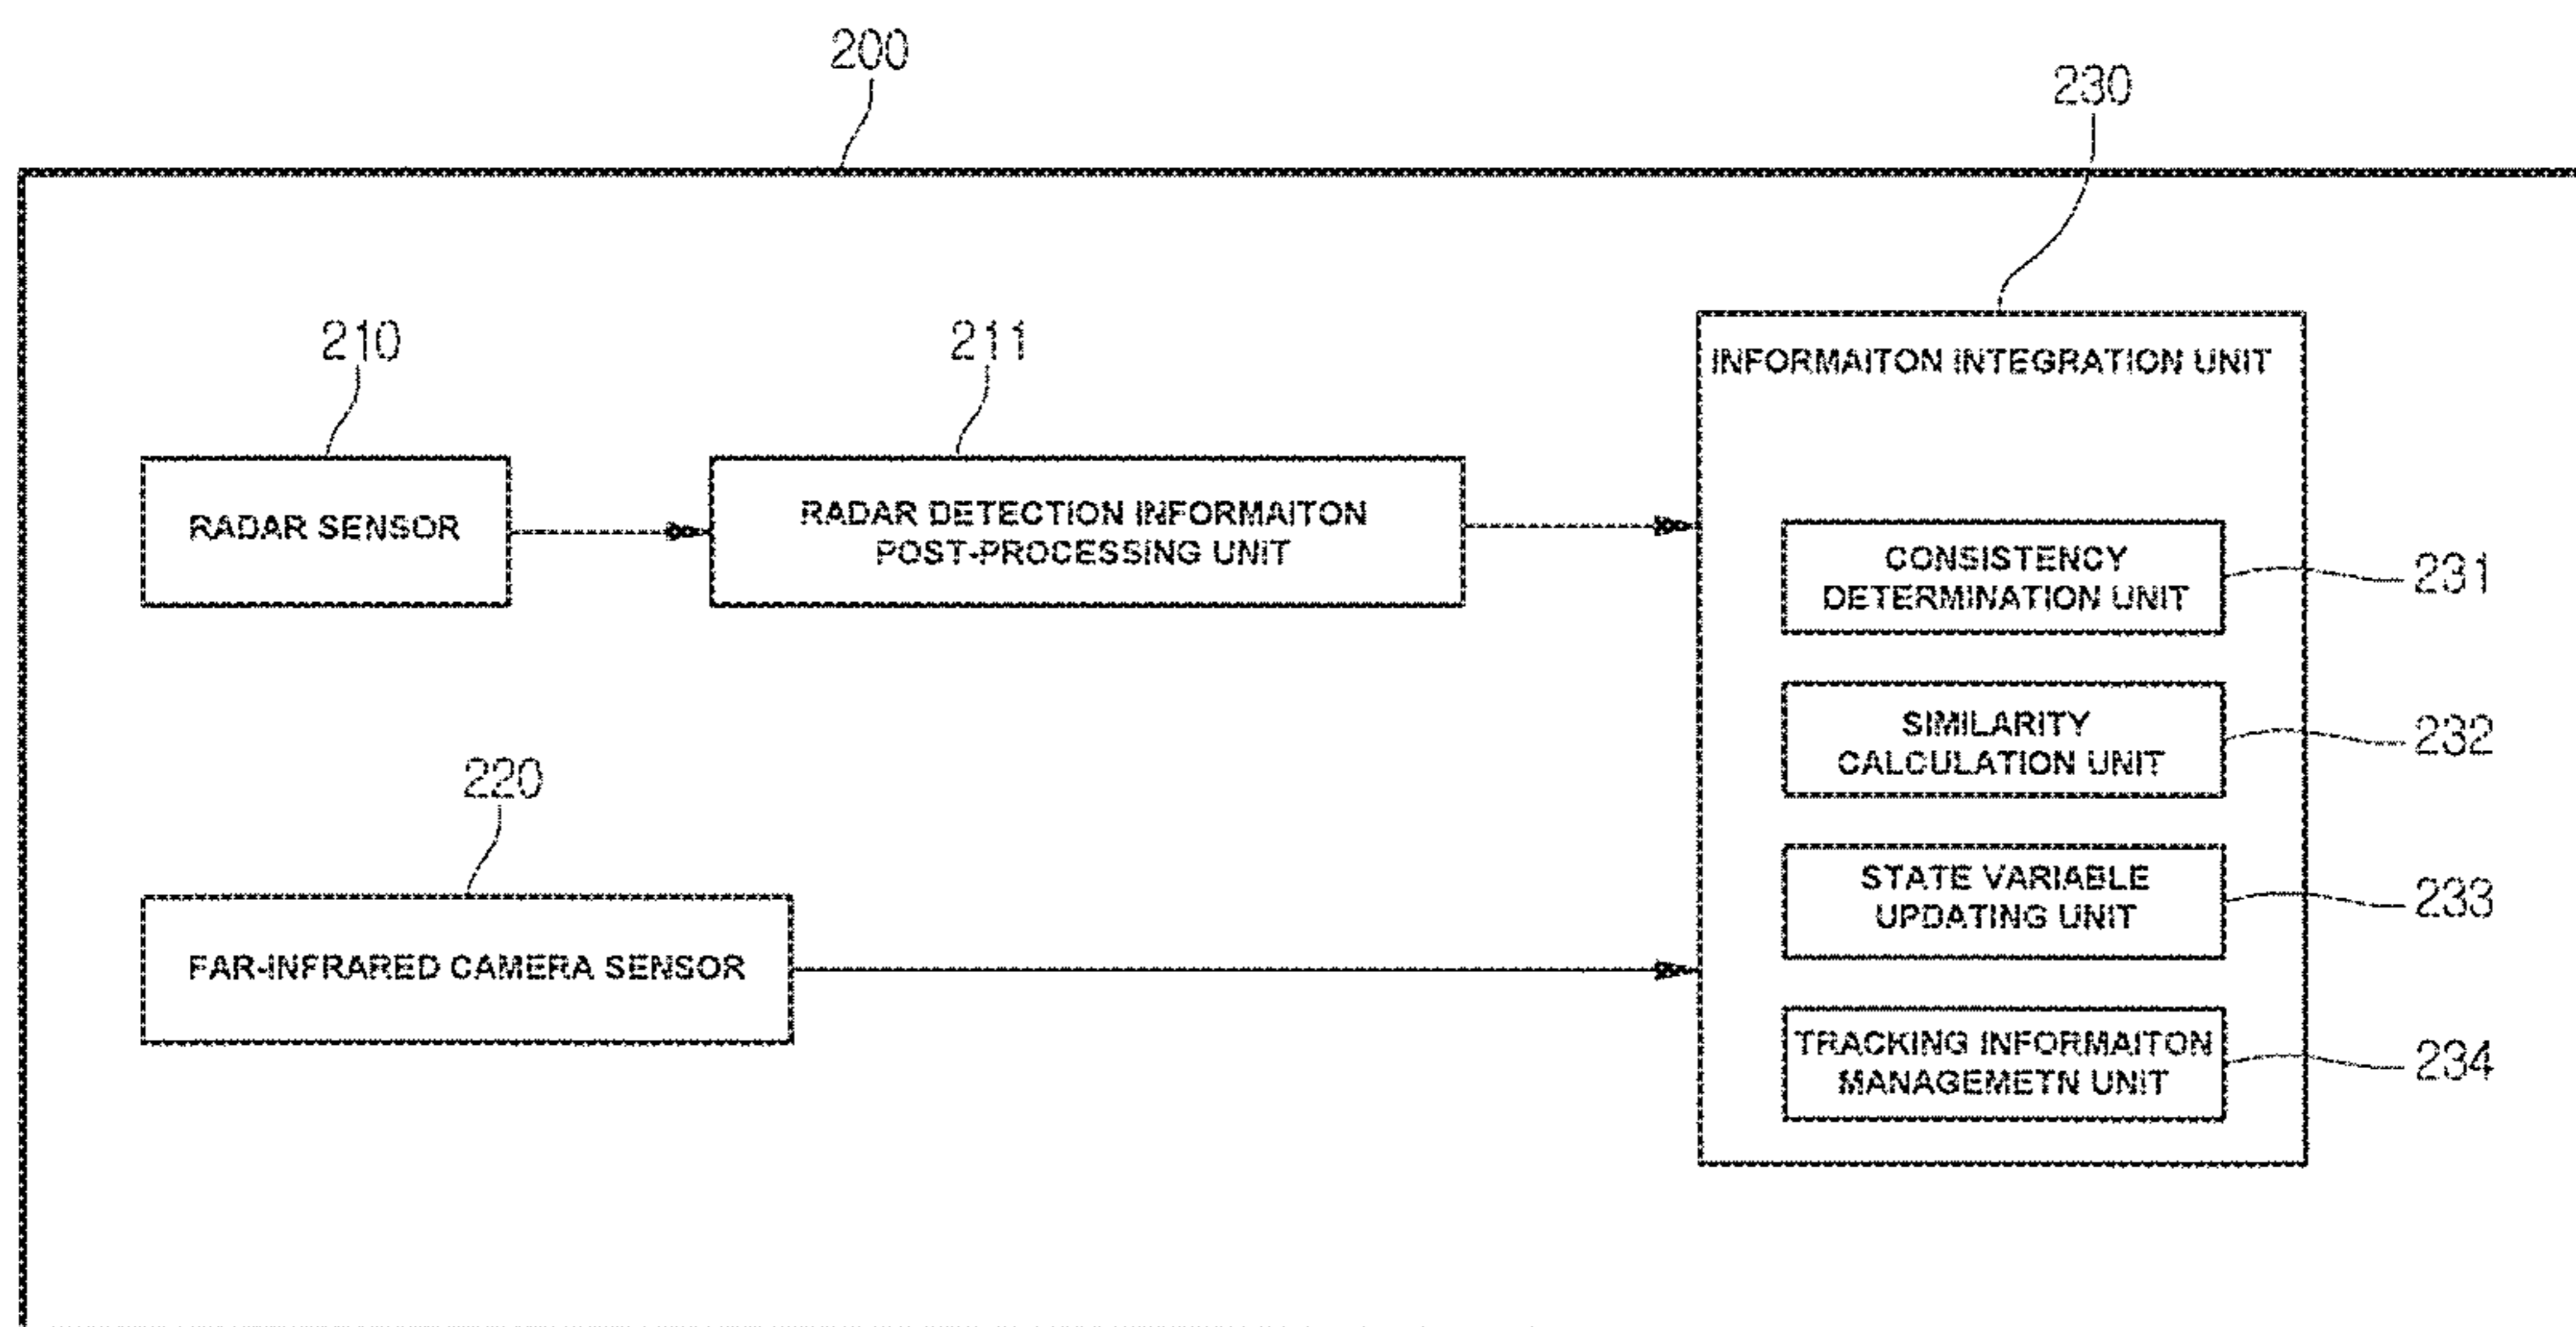 200
230
210
211
INFORMAITON INTEGRATION UNIT
RADAR SENSOR
RADAR DETECTION INFORMAITON
POST-PROCESSING UNIT
CONSISTENCY
DETERMINATION UNIT
231
SIMILARITY
CALCULATION UNIT
232
220
STATE VARIABLE
UPDATING UNIT
233
FAR-INFRARED CAMERA SENSOR
TRACKING INFORMAITON
MANAGEMETN UNIT
234